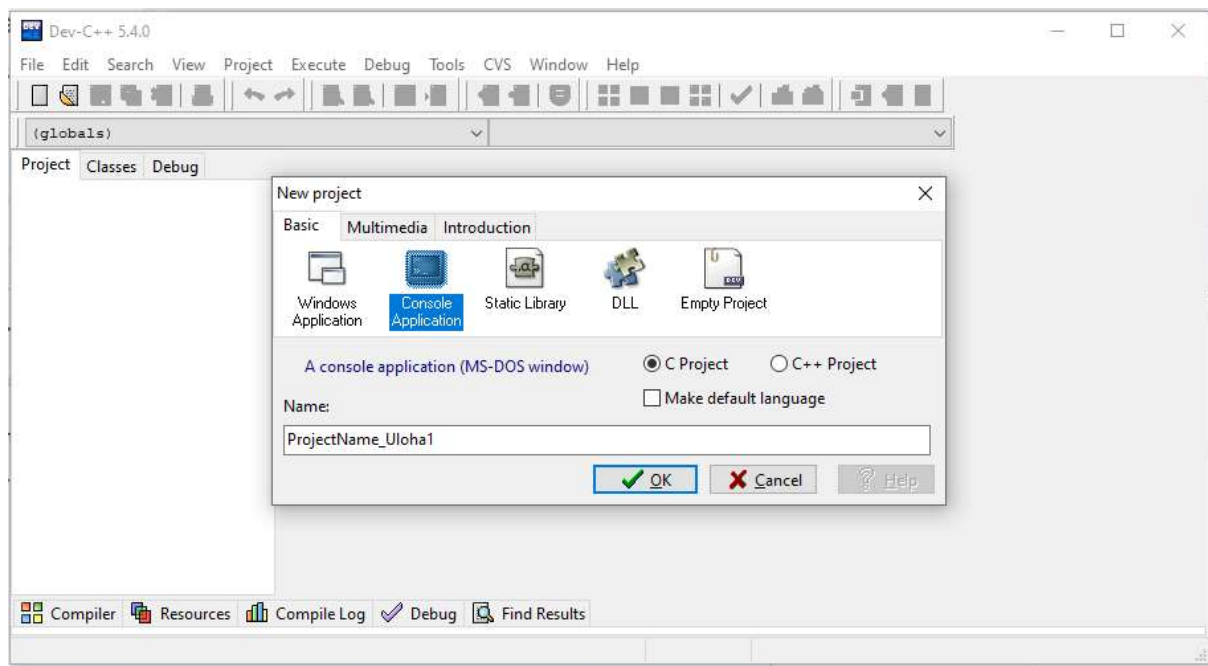 Dev-C++ 5.4.0
File Edit Search View Project Execute Debug Tools CVS Window Help
(globals)
Project Classes Debug
New project
Basic Multimedia Introduction
Windows Application
Console Application
Static Library
DLL
Empty Project
A console application (MS-DOS window)
C Project C++ Project
Make default language
Name:
ProjectName_Uloha1
OK Cancel Help
Compiler Resources Compile Log Debug Find Results